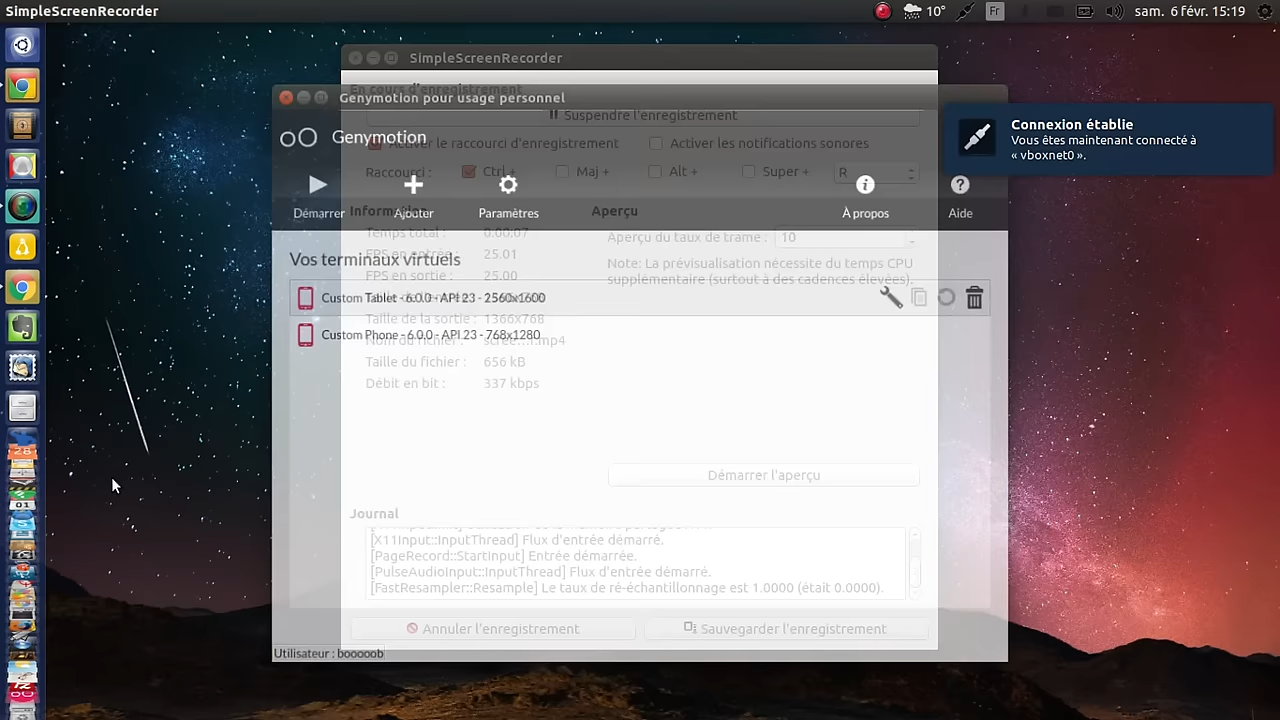 SimpleScreenRecorder
10°
Fr
sam. 6 févr. 15:19
SimpleScreenRecorder
En cours d'enregistrement
Genymotion pour usage personnel
Suspendre l'enregistrement
Connexion établie
Vous êtes maintenant connecté à
« vboxnet0 ».
Genymotion
Activer le raccourci d'enregistrement
Activer les notifications sonores
Raccourci :
Ctrl +
Maj +
Alt +
Super +
R
Démarrer
Ajouter
Paramètres
À propos
Aide
Information
Aperçu
Temps total : 0:00:07
Aperçu du taux de trame : 10
FPS en entrée : 25.01
Vos terminaux virtuels
Note: La prévisualisation nécesite du temps CPU
supplémentaire (surtout à des cadences élevées).
FPS en sortie : 25.00
Custom Tablet - 6.0.0 - API 23 - 2560x1600
Taille de la sortie : 1366x768
Custom Phone - 6.0.0 - API 23 - 768x1280
Taille du fichier : 656 kB
Débit en bit : 337 kbps
Démarrer l'aperçu
Journal
[X11Input::InputThread] Flux d'entrée démarré.
[PageRecord::StartInput] Entrée démarrée.
[PulseAudioInput::InputThread] Flux d'entrée démarré.
[FastResampler::Resample] Le taux de ré-échantillonnage est 1.0000 (était 0.0000).
Annuler l'enregistrement
Sauvegarder l'enregistrement
Utilisateur : booooob